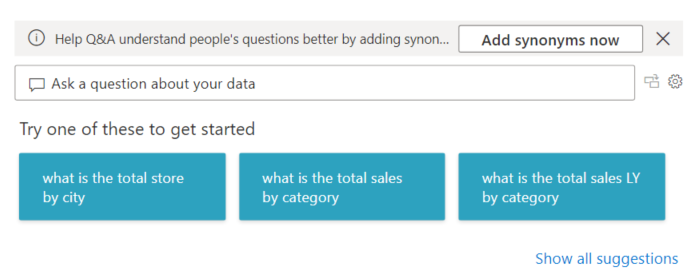 Help Q&A understand people's questions better by adding synon...
Add synonyms now
Ask a question about your data
Try one of these to get started
what is the total store
by city
what is the total sales
by category
what is the total sales LY
by category
Show all suggestions